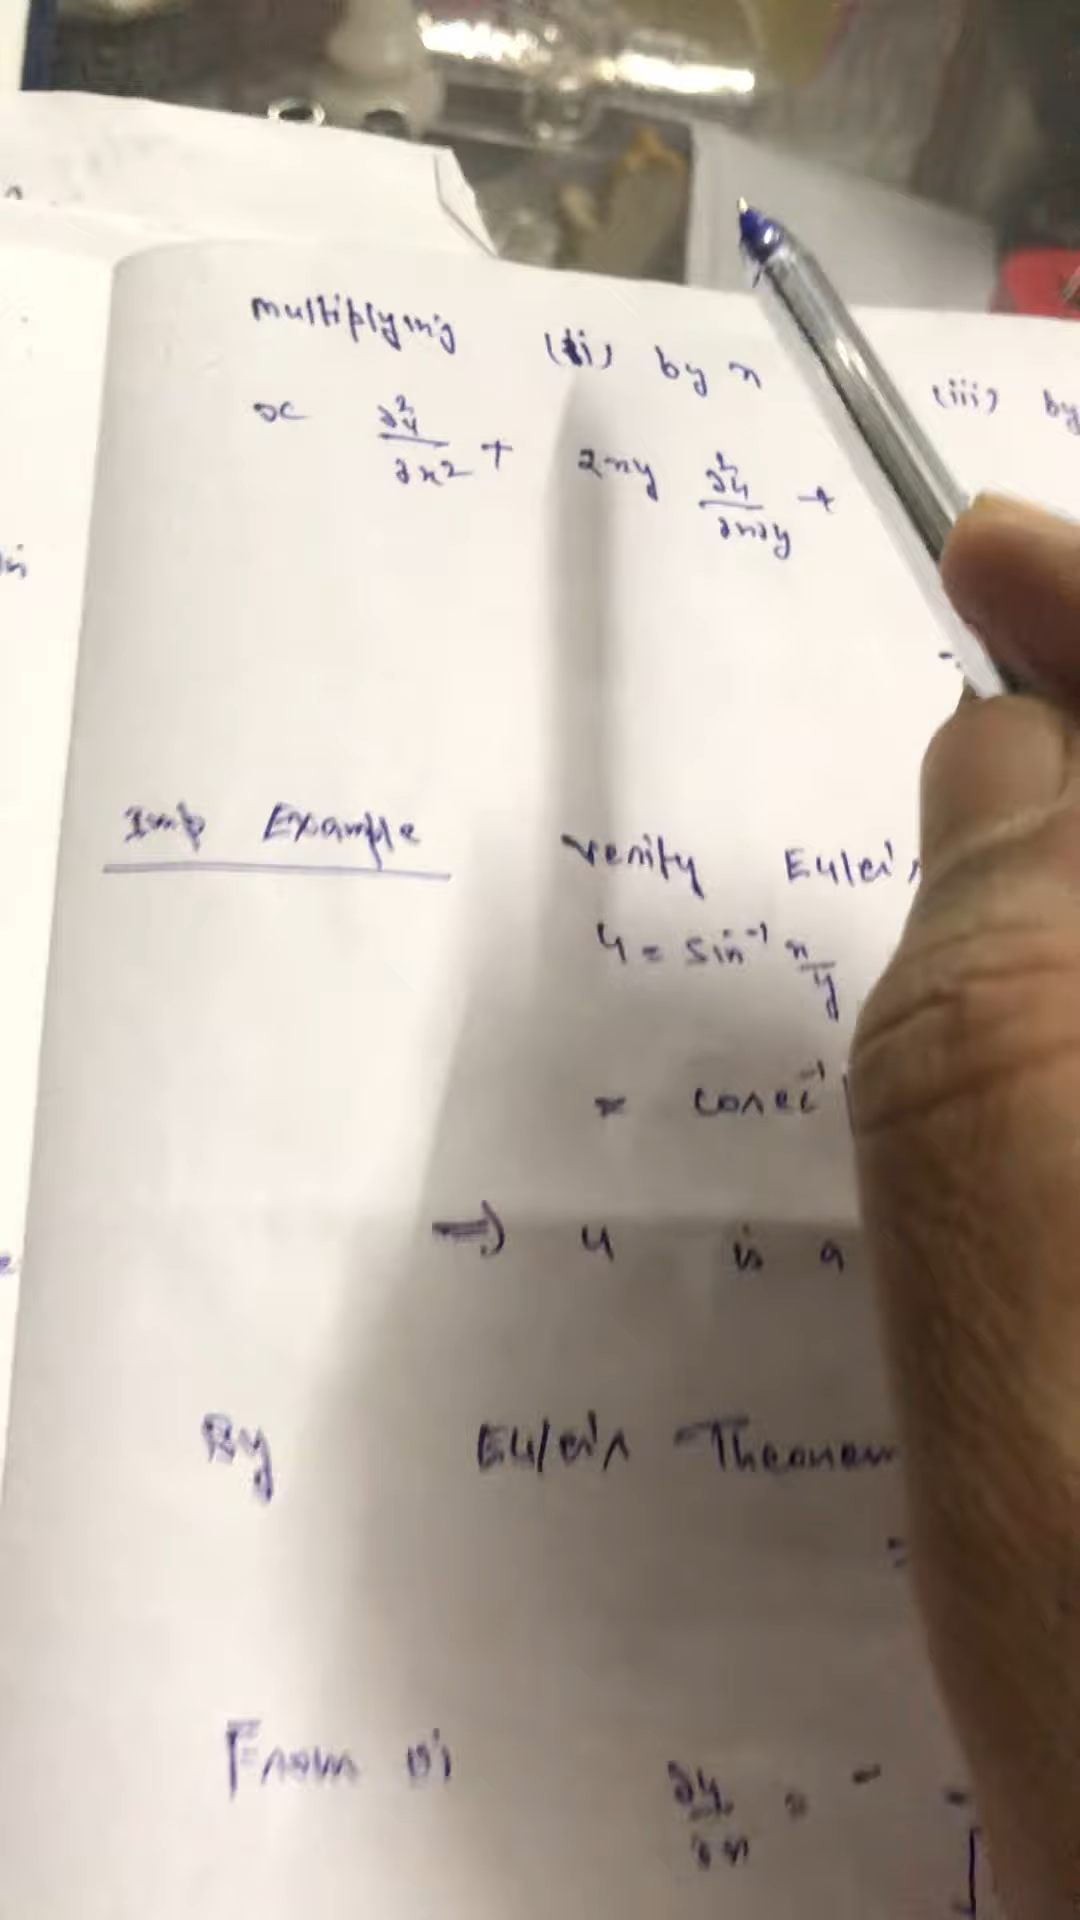 multiplying (ii) by x (iii) by
x ∂²u/∂x² + 2xy ∂²u/∂x∂y +
Imp Example Verify Euler's
u = sin⁻¹ x/y
= cosec⁻¹
⇒ u is a
By Euler's Theorem
=
From (i) ∂u/∂x = -